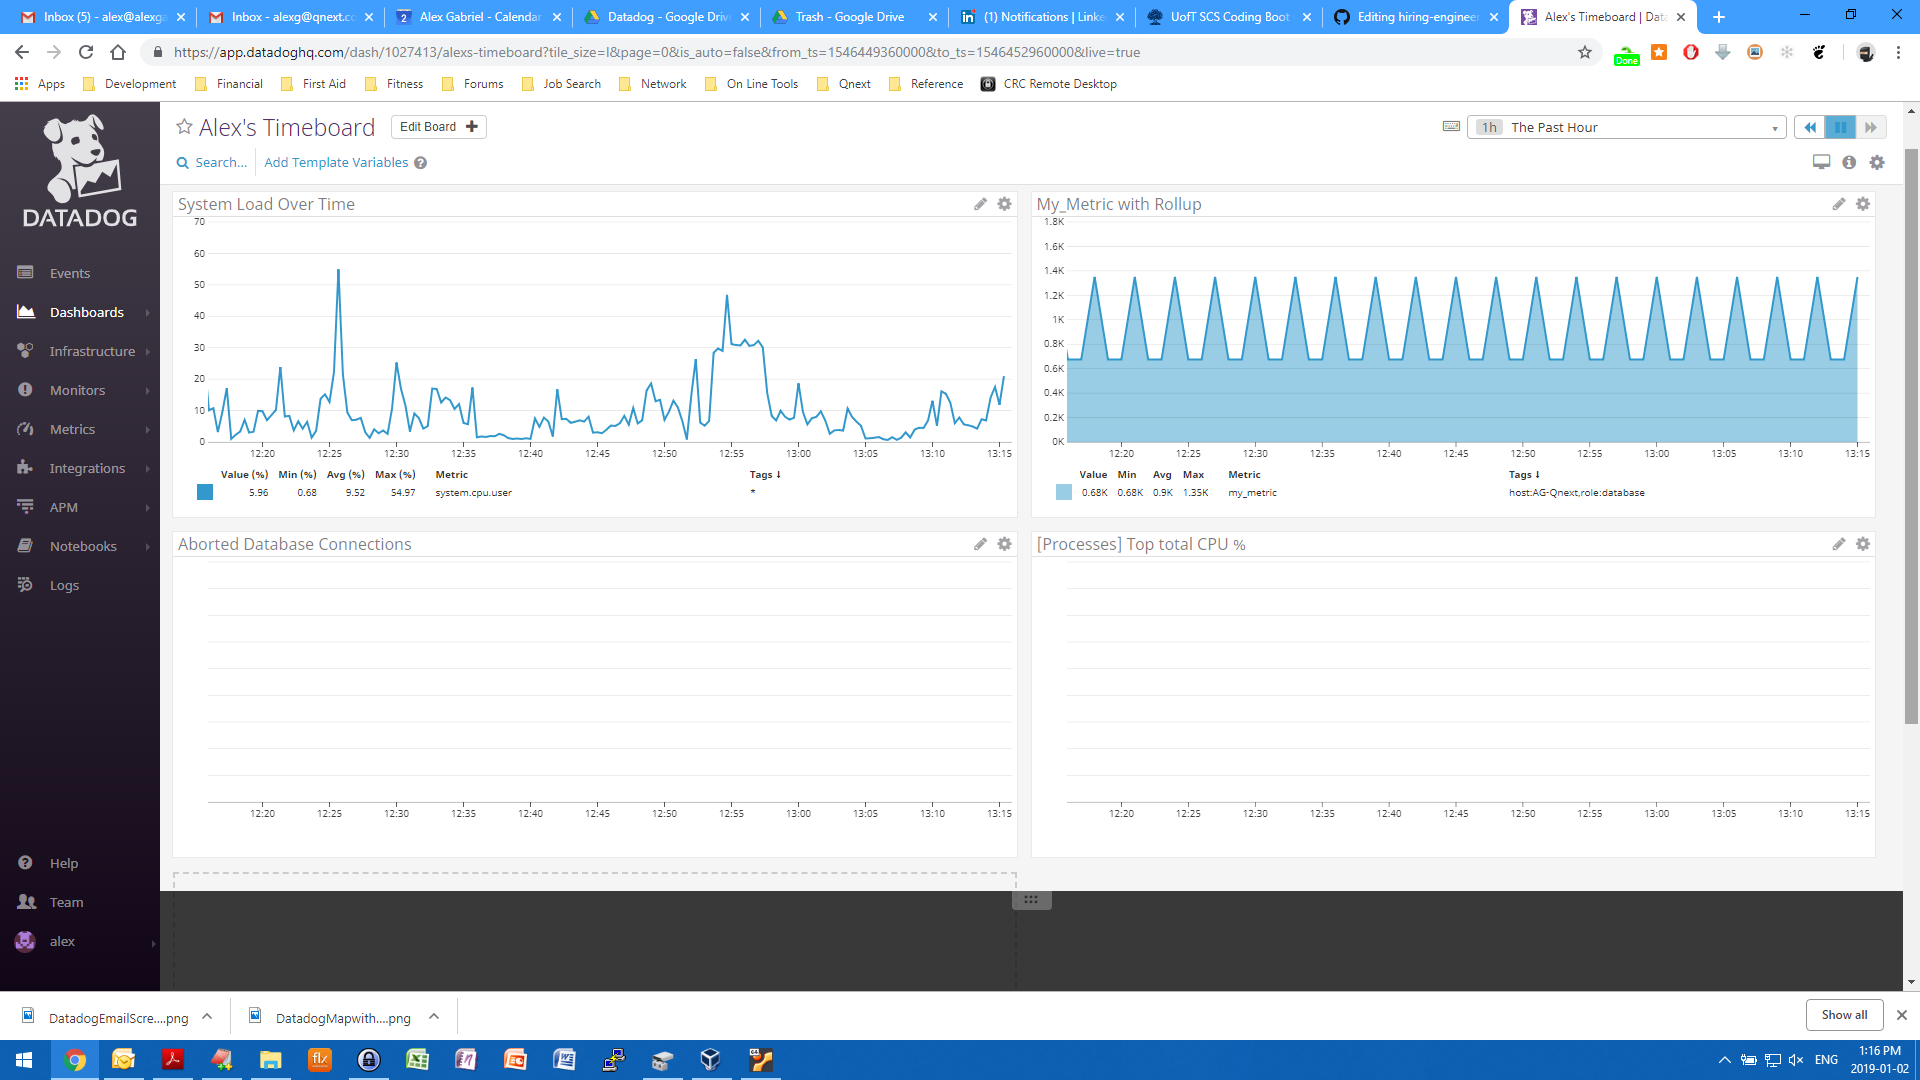 Inbox (5) - alex@alexga
Inbox - alexg@qnext.co
2 Alex Gabriel - Calendar
Datadog - Google Driv
Trash - Google Drive
(1) Notifications | Linke
UofT SCS Coding Boot
Editing hiring-engineer
Alex's Timeboard | Data
https://app.datadoghq.com/dash/1027413/alexs-timeboard?tile_size=l&page=0&is_auto=false&from_ts=1546449360000&to_ts=1546452960000&live=true
Done
Apps Development Financial First Aid Fitness Forums Job Search Network On Line Tools Qnext Reference CRC Remote Desktop
DATADOG
Events
Dashboards
Infrastructure
Monitors
Metrics
Integrations
APM
Notebooks
Logs
Help
Team
alex
Alex's Timeboard
Edit Board
1h The Past Hour
Search...
Add Template Variables
System Load Over Time
70
60
50
40
30
20
10
0
12:20 12:25 12:30 12:35 12:40 12:45 12:50 12:55 13:00 13:05 13:10 13:15
Value (%) Min (%) Avg (%) Max (%) Metric Tags ↓
5.96 0.68 9.52 54.97 system.cpu.user *
My_Metric with Rollup
1.8K
1.6K
1.4K
1.2K
1K
0.8K
0.6K
0.4K
0.2K
0K
12:20 12:25 12:30 12:35 12:40 12:45 12:50 12:55 13:00 13:05 13:10 13:15
Value Min Avg Max Metric Tags ↓
0.68K 0.68K 0.9K 1.35K my_metric host:AG-Qnext,role:database
Aborted Database Connections
12:20 12:25 12:30 12:35 12:40 12:45 12:50 12:55 13:00 13:05 13:10 13:15
[Processes] Top total CPU %
12:20 12:25 12:30 12:35 12:40 12:45 12:50 12:55 13:00 13:05 13:10 13:15
DatadogEmailScre....png
DatadogMapwith....png
Show all
flx
ENG
1:16 PM
2019-01-02